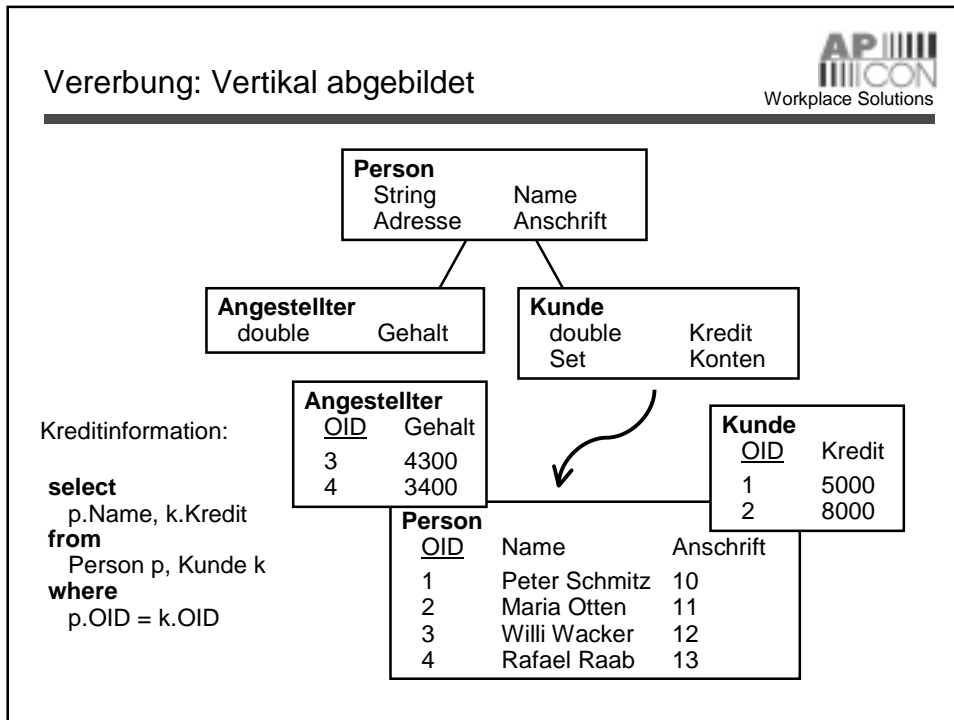 Vererbung: Vertikal abgebildet
AP CON
Workplace Solutions
Person
String Name
Adresse Anschrift
Angestellter
double Gehalt
Kunde
double Kredit
Set Konten
Kreditinformation:
select
p.Name, k.Kredit
from
Person p, Kunde k
where
p.OID = k.OID
Angestellter
OID Gehalt
3 4300
4 3400
Kunde
OID Kredit
1 5000
2 8000
Person
OID Name Anschrift
1 Peter Schmitz 10
2 Maria Otten 11
3 Willi Wacker 12
4 Rafael Raab 13